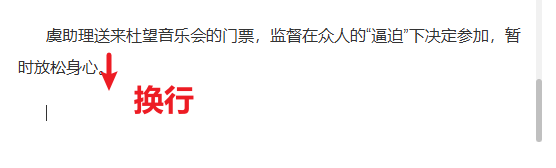 虞助理送来杜望音乐会的门票，监督在众人的“逼迫”下决定参加，暂
时放松身心。
换行